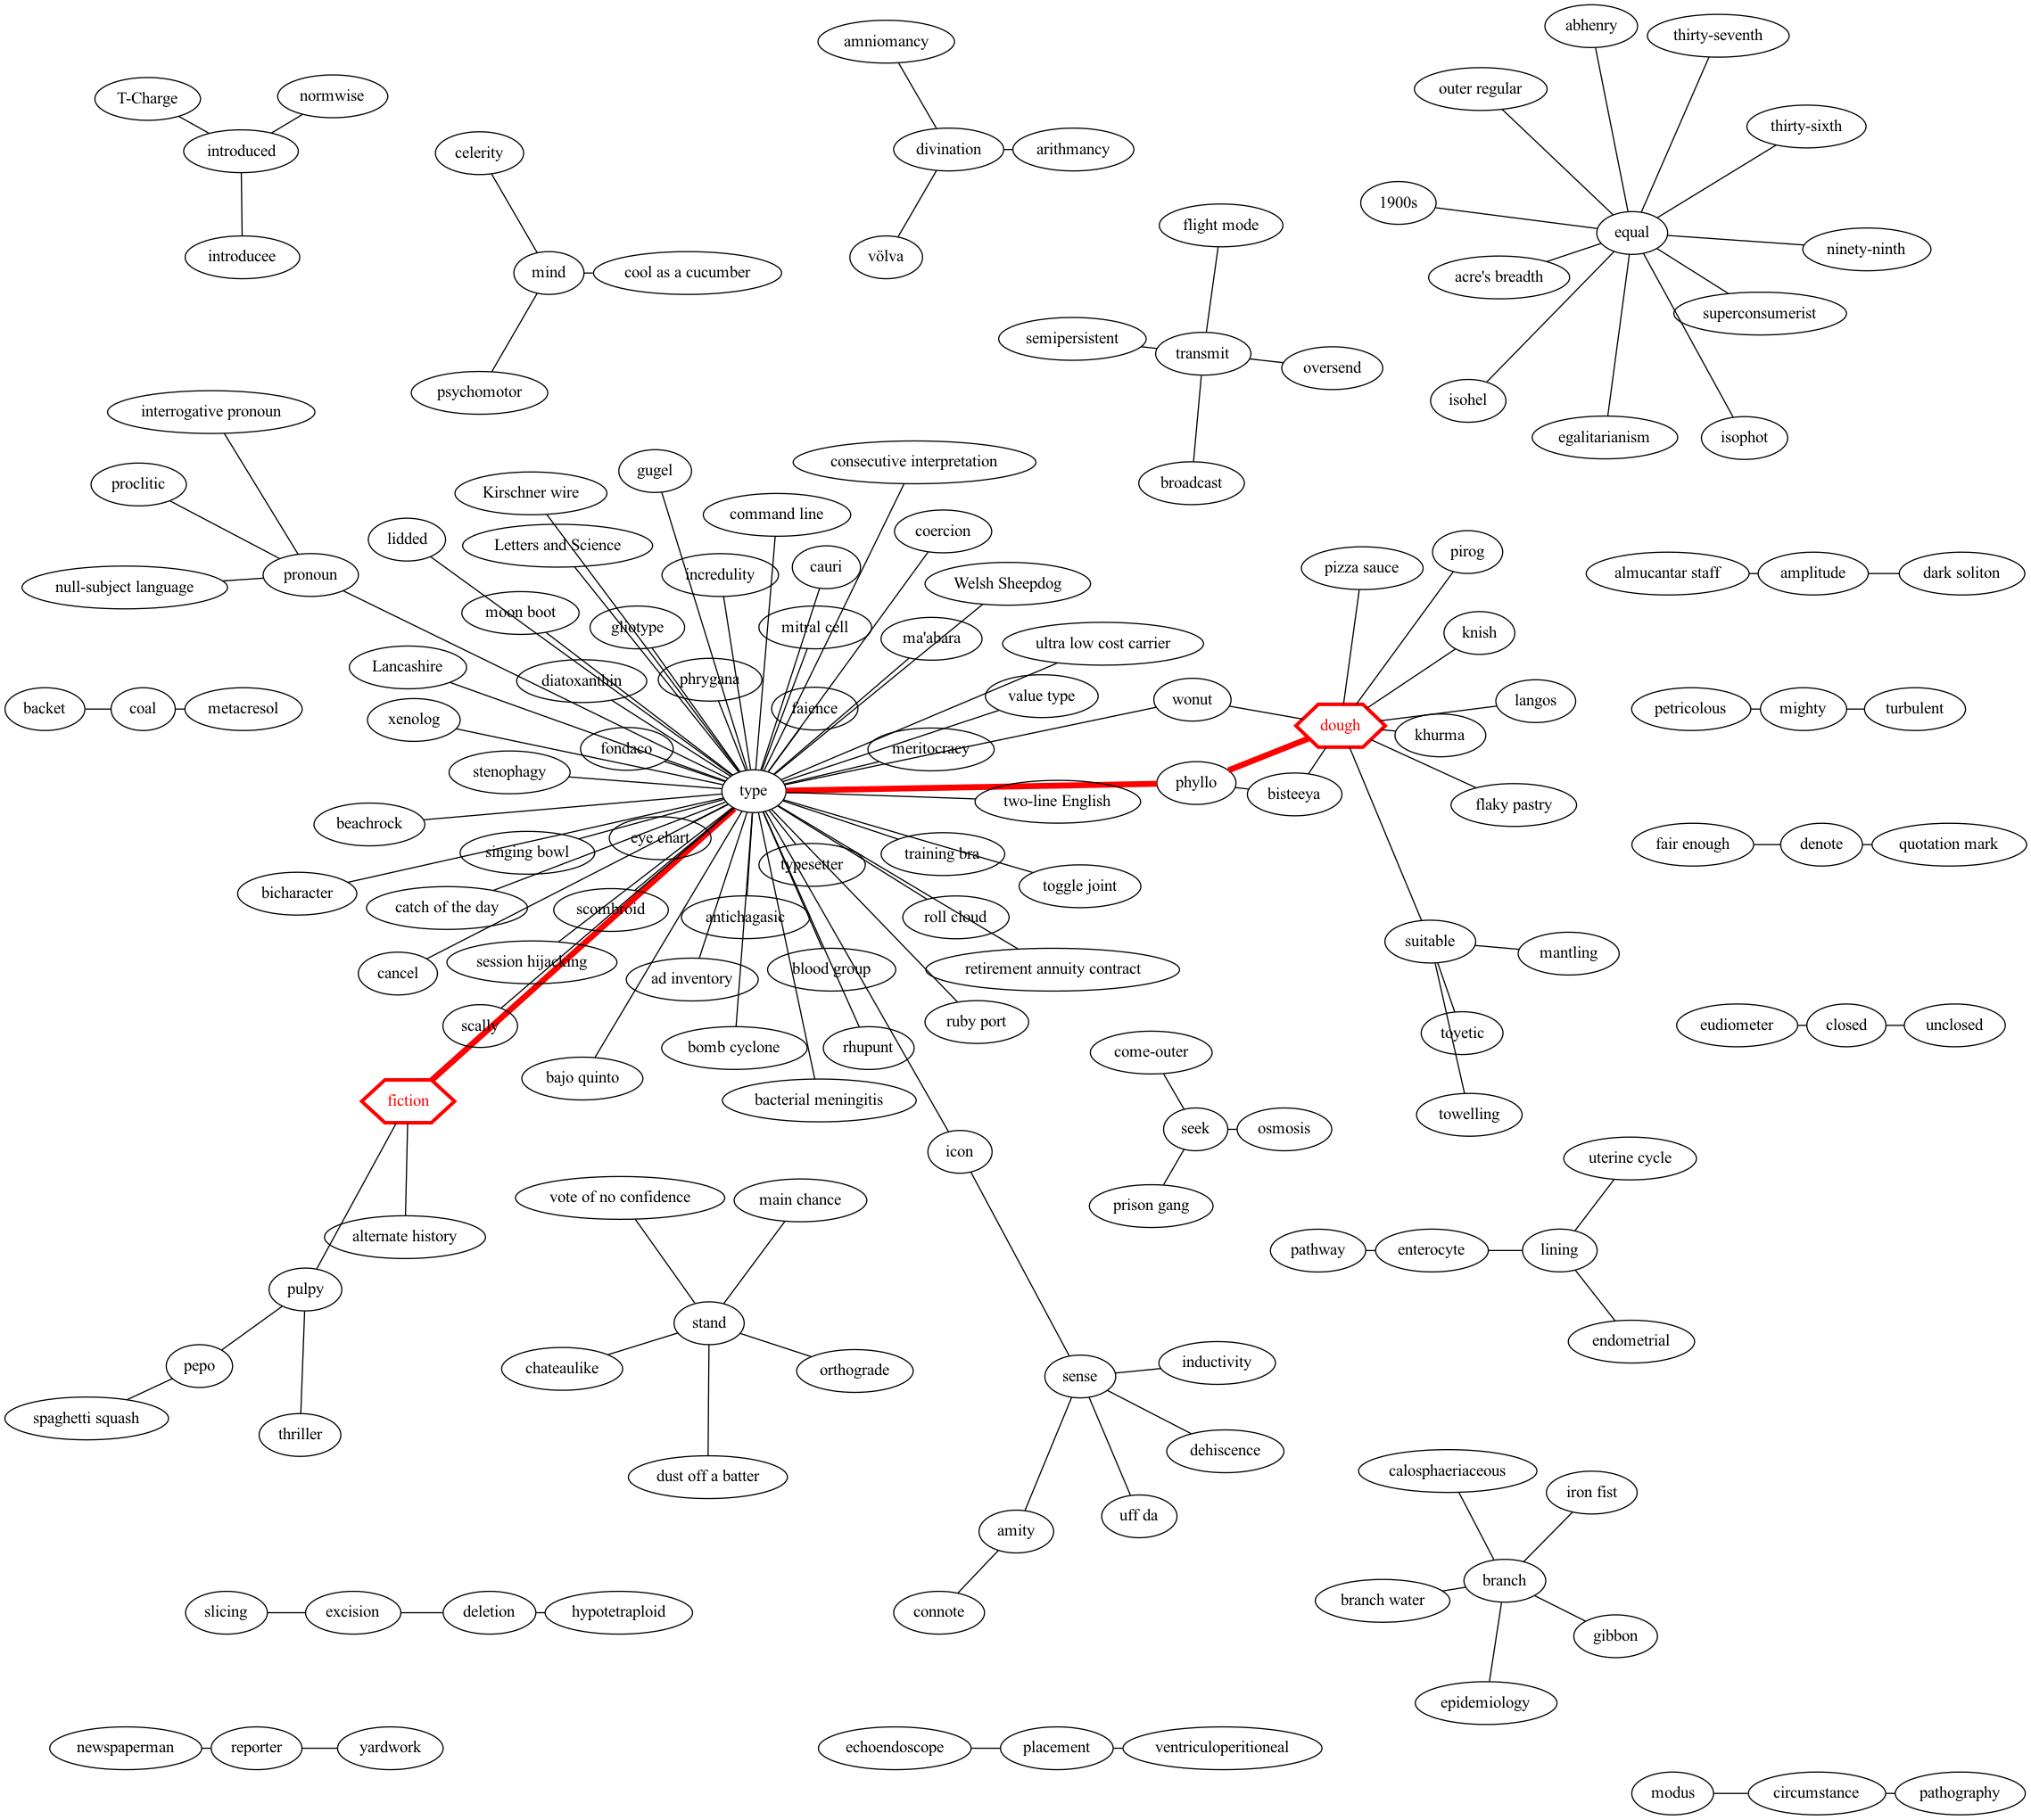 abhenry
thirty-seventh
amniomancy
outer regular
T-Charge
normwise
thirty-sixth
introduced
celerity
divination
arithmancy
1900s
flight mode
equal
ninety-ninth
introducee
völva
mind
cool as a cucumber
acre's breadth
superconsumerist
semipersistent
transmit
oversend
psychomotor
isohel
interrogative pronoun
egalitarianism
isophot
consecutive interpretation
gugel
proclitic
broadcast
Kirschner wire
command line
coercion
lidded
Letters and Science
pirog
pizza sauce
cauri
pronoun
incredulity
almucantar staff
amplitude
dark soliton
null-subject language
Welsh Sheepdog
moon boot
gliotype
mitral cell
knish
ma'abara
ultra low cost carrier
Lancashire
diatoxanthin
phrygana
value type
wonut
langos
backet
coal
metacresol
faience
petricolous
mighty
turbulent
xenolog
dough
khurma
fondaco
meritocracy
stenophagy
type
phyllo
bisteeya
two-line English
flaky pastry
beachrock
eye chart
fair enough
denote
quotation mark
singing bowl
typesetter
training bra
bicharacter
toggle joint
catch of the day
scombroid
antichagasic
roll cloud
suitable
mantling
session hijacking
cancel
ad inventory
blood group
retirement annuity contract
scally
ruby port
eudiometer
closed
unclosed
toyetic
bomb cyclone
rhupunt
come-outer
bajo quinto
fiction
bacterial meningitis
towelling
seek
osmosis
icon
uterine cycle
vote of no confidence
main chance
prison gang
alternate history
pathway
enterocyte
lining
pulpy
stand
endometrial
pepo
chateaulike
orthograde
sense
inductivity
spaghetti squash
thriller
dehiscence
dust off a batter
calosphaeriaceous
iron fist
uff da
amity
branch
branch water
slicing
excision
deletion
hypotetraploid
connote
gibbon
epidemiology
newspaperman
reporter
yardwork
echoendoscope
placement
ventriculoperitioneal
modus
circumstance
pathography